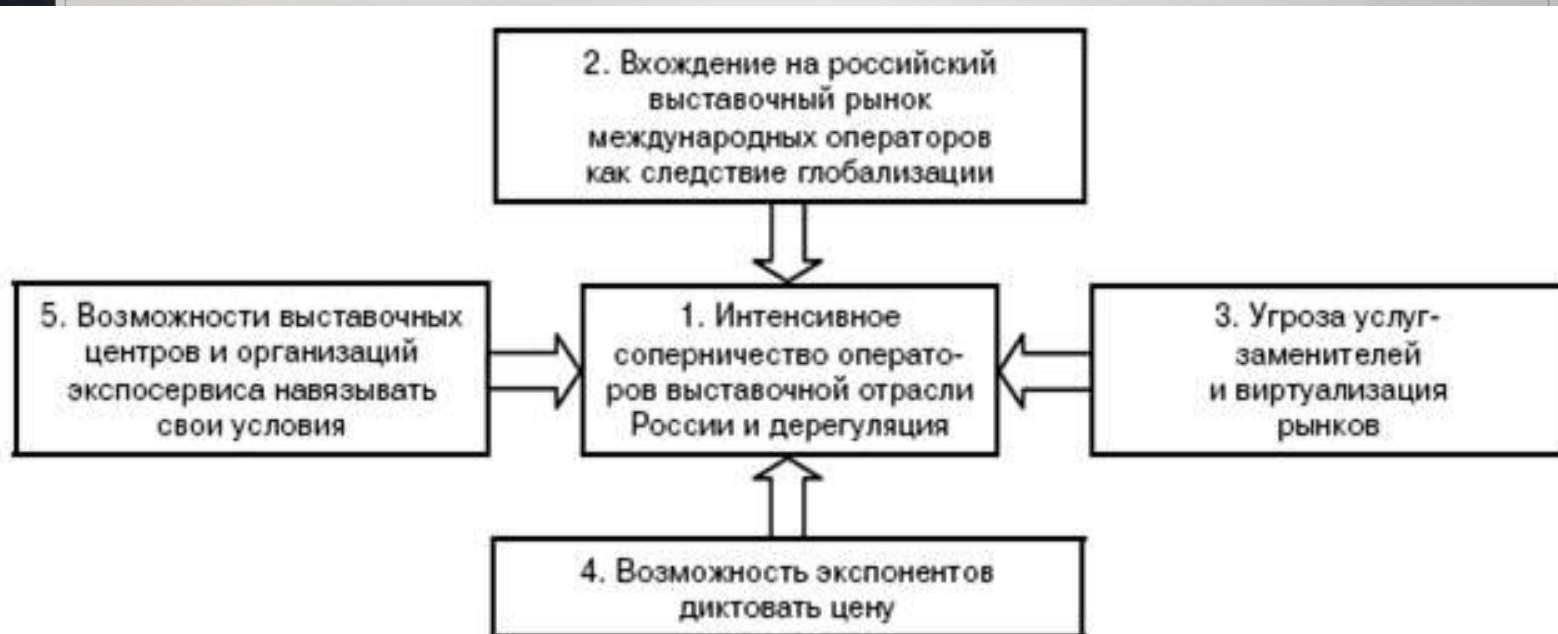 2. Вхождение на российский
выставочный рынок
международных операторов
как следствие глобализации
5. Возможности выставочных
центров и организаций
экспосервиса навязывать
свои условия
1. Интенсивное
соперничество операто-
ров выставочной отрасли
России и дерегуляция
3. Угроза услуг-
заменителей
и виртуализация
рынков
4. Возможность экспонентов
диктовать цену